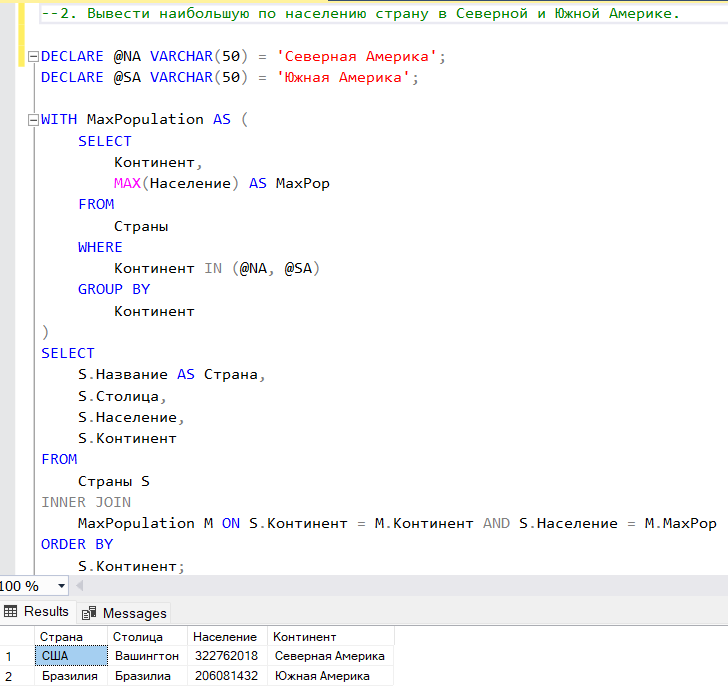 --2. Вывести наибольшую по населению страну в Северной и Южной Америке.
DECLARE @NA VARCHAR(50) = 'Северная Америка';
DECLARE @SA VARCHAR(50) = 'Южная Америка';
WITH MaxPopulation AS (
SELECT
Континент,
MAX(Население) AS MaxPop
FROM
Страны
WHERE
Континент IN (@NA, @SA)
GROUP BY
Континент
)
SELECT
S.Название AS Страна,
S.Столица,
S.Население,
S.Континент
FROM
Страны S
INNER JOIN
MaxPopulation M ON S.Континент = M.Континент AND S.Население = M.MaxPop
ORDER BY
S.Континент;
100 %
Results Messages
Страна Столица Население Континент
1 США Вашингтон 322762018 Северная Америка
2 Бразилия Бразилиа 206081432 Южная Америка